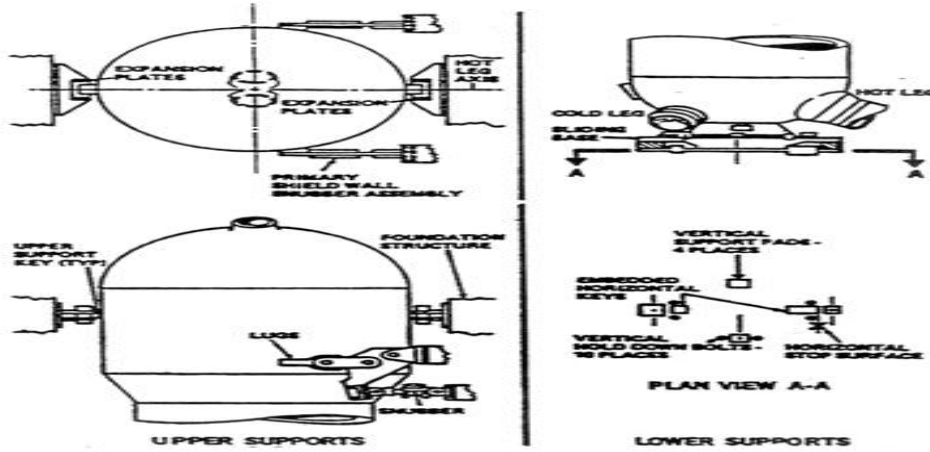 EXPANSION
PLATES
HOT
LEG
AXIS
EXPANSION
PLATES
PRIMARY
SHIELD WALL
SNUBBER ASSEMBLY
UPPER
SUPPORT
KEY (TYP)
FOUNDATION
STRUCTURE
LUGS
SNUBBER
UPPER SUPPORTS
HOT LEG
COLD LEG
SLIDING
BASE
A
A
VERTICAL
SUPPORT PADS -
4 PLACES
EMBEDDED
HORIZONTAL
KEYS
VERTICAL
HOLD DOWN BOLTS -
PLACES
HORIZONTAL
STOP SURFACE
PLAN VIEW A-A
LOWER SUPPORTS